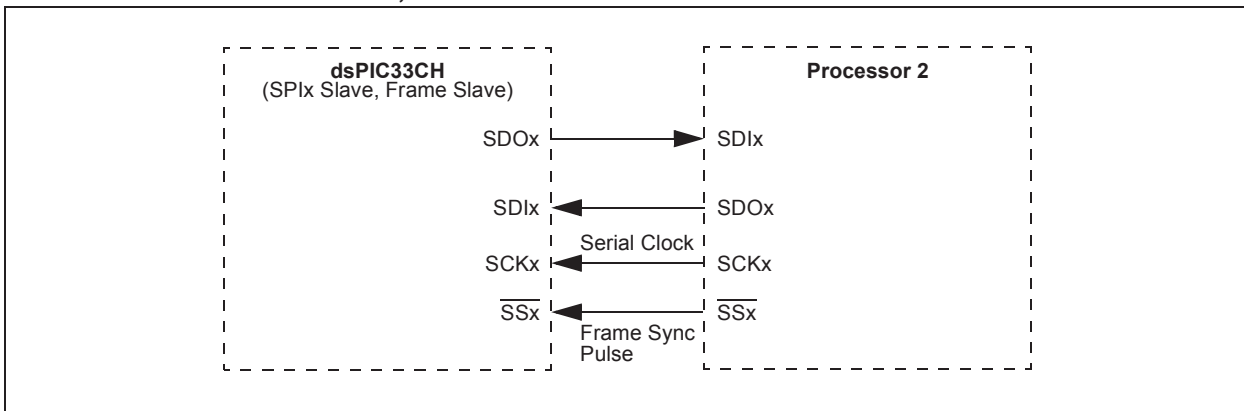 dsPIC33CH
(SPIx Slave, Frame Slave)
Processor 2
SDOx
SDIx
SDIx
SDOx
Serial Clock
SCKx
SCKx
SSx
SSx
Frame Sync
Pulse